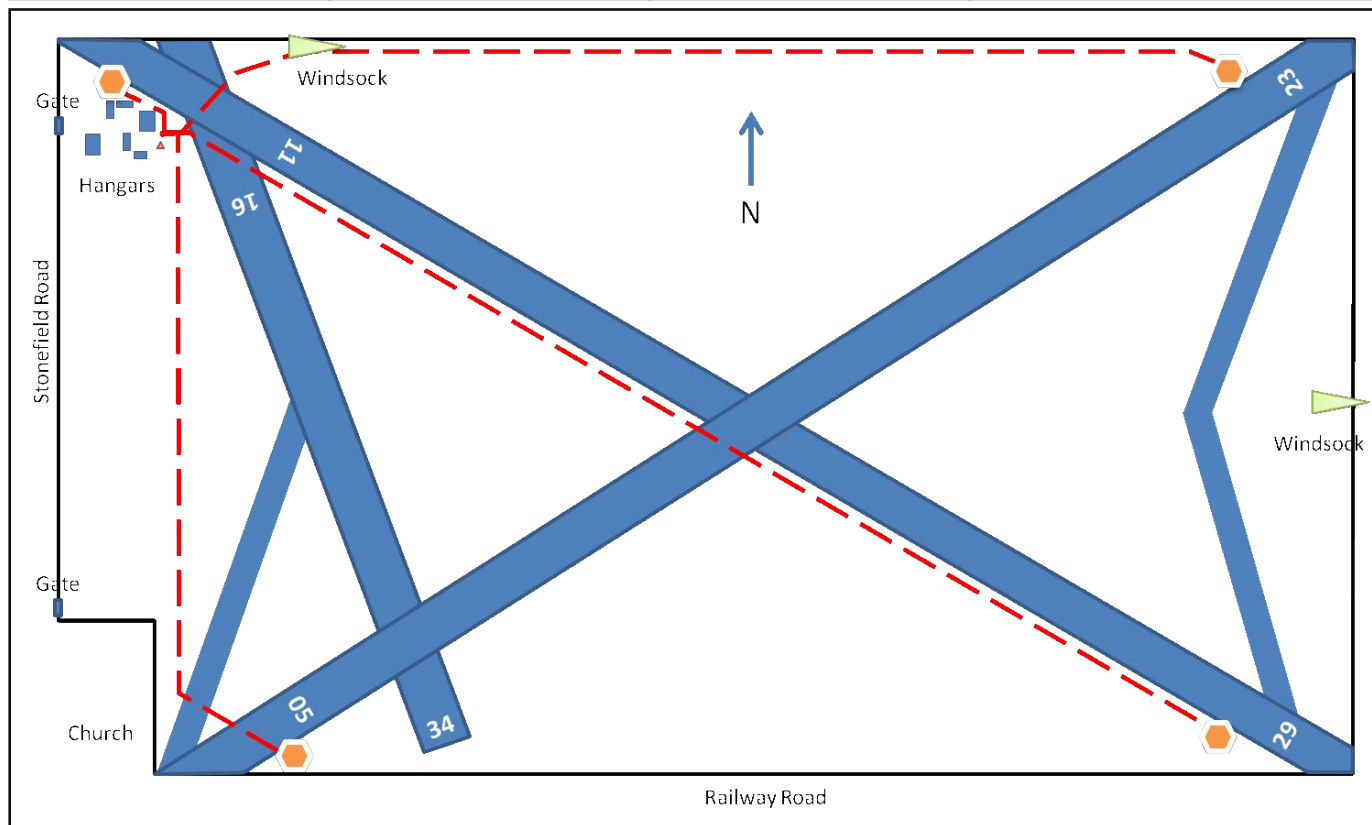 Windsock
23
Gate
11
Hangars
16
N
Stonefield Road
Windsock
Gate
05
34
Church
29
Railway Road